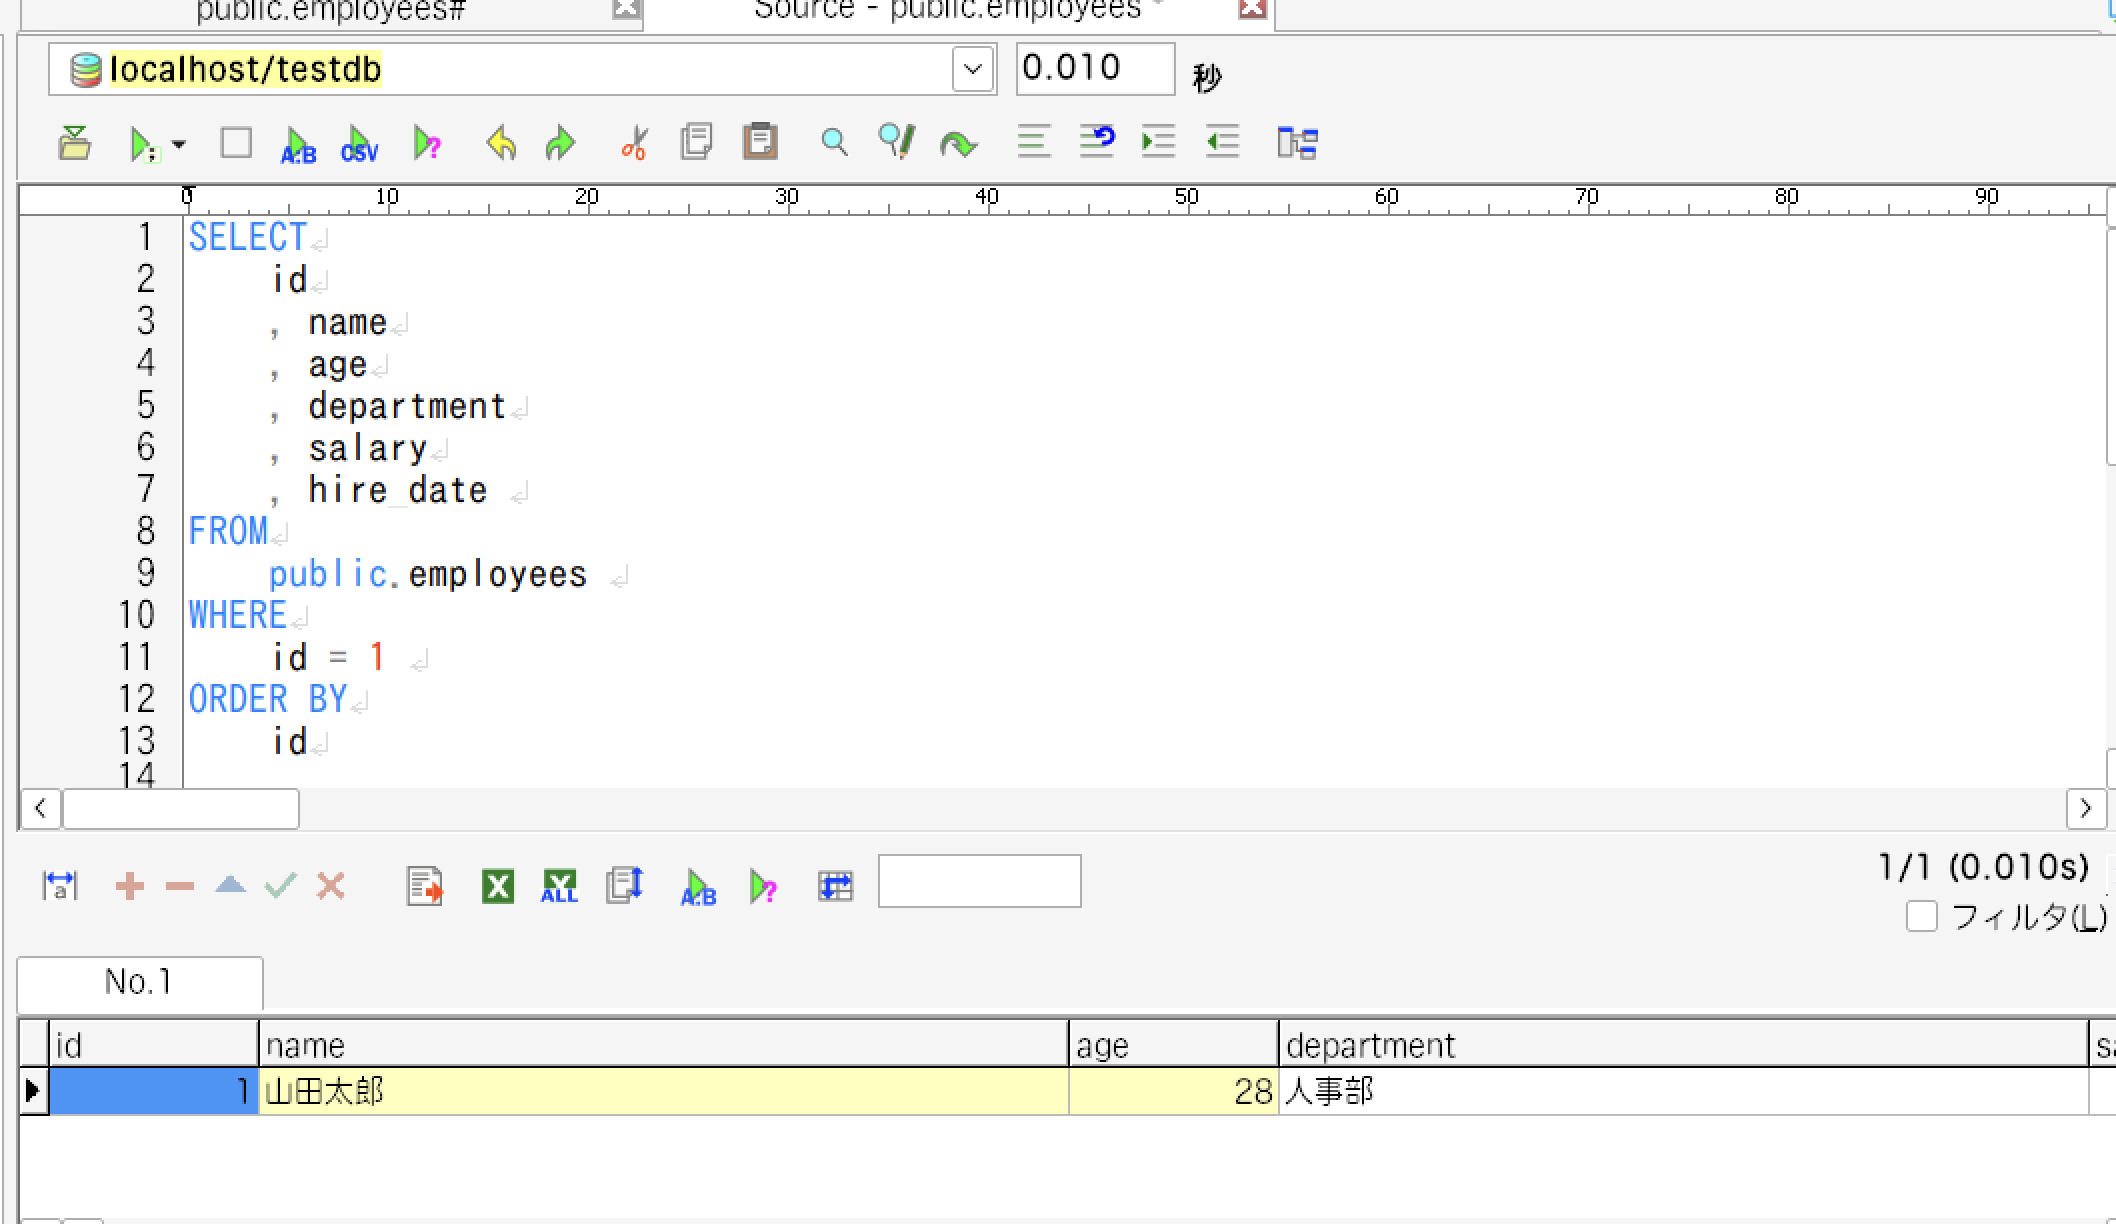 public.employees#
Source - public.employees *
localhost/testdb
0.010 秒
A:B CSV
0 10 20 30 40 50 60 70 80 90
1 SELECT
2 id
3 , name
4 , age
5 , department
6 , salary
7 , hire_date
8 FROM
9 public.employees
10 WHERE
11 id = 1
12 ORDER BY
13 id
14
a ALL A:B
1/1 (0.010s)
フィルタ(L)
No.1
id name age department
1 山田太郎 28 人事部